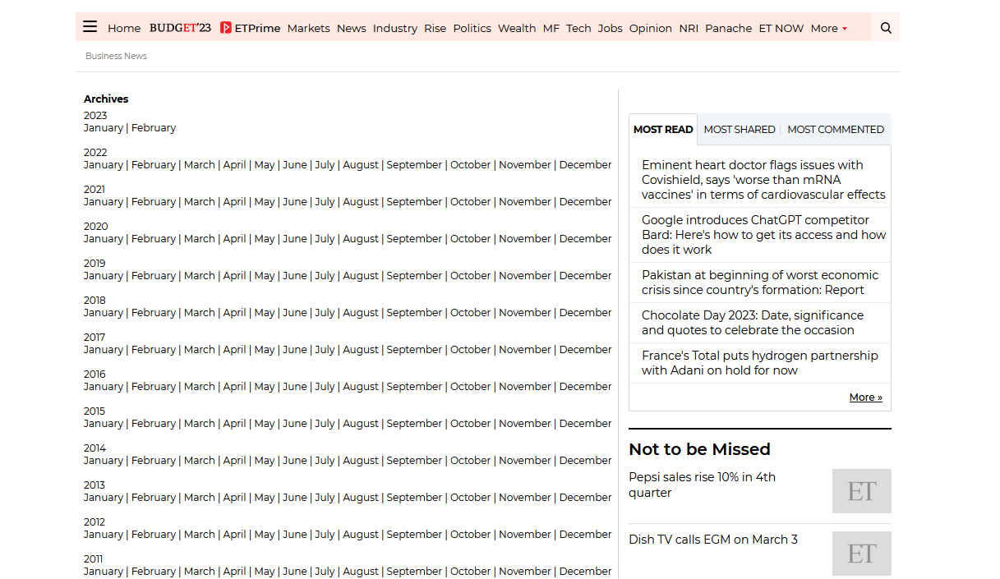 Home BUDGET'23 ETPrime Markets News Industry Rise Politics Wealth MF Tech Jobs Opinion NRI Panache ET NOW More
Business News
Archives
2023
January | February
2022
January | February | March | April | May | June | July | August | September | October | November | December
2021
January | February | March | April | May | June | July | August | September | October | November | December
2020
January | February | March | April | May | June | July | August | September | October | November | December
2019
January | February | March | April | May | June | July | August | September | October | November | December
2018
January | February | March | April | May | June | July | August | September | October | November | December
2017
January | February | March | April | May | June | July | August | September | October | November | December
2016
January | February | March | April | May | June | July | August | September | October | November | December
2015
January | February | March | April | May | June | July | August | September | October | November | December
2014
January | February | March | April | May | June | July | August | September | October | November | December
2013
January | February | March | April | May | June | July | August | September | October | November | December
2012
January | February | March | April | May | June | July | August | September | October | November | December
2011
January | February | March | April | May | June | July | August | September | October | November | December
MOST READ MOST SHARED MOST COMMENTED
Eminent heart doctor flags issues with
Covishield, says 'worse than mRNA
vaccines' in terms of cardiovascular effects
Google introduces ChatGPT competitor
Bard: Here's how to get its access and how
does it work
Pakistan at beginning of worst economic
crisis since country's formation: Report
Chocolate Day 2023: Date, significance
and quotes to celebrate the occasion
France's Total puts hydrogen partnership
with Adani on hold for now
More »
Not to be Missed
Pepsi sales rise 10% in 4th
quarter
ET
Dish TV calls EGM on March 3
ET